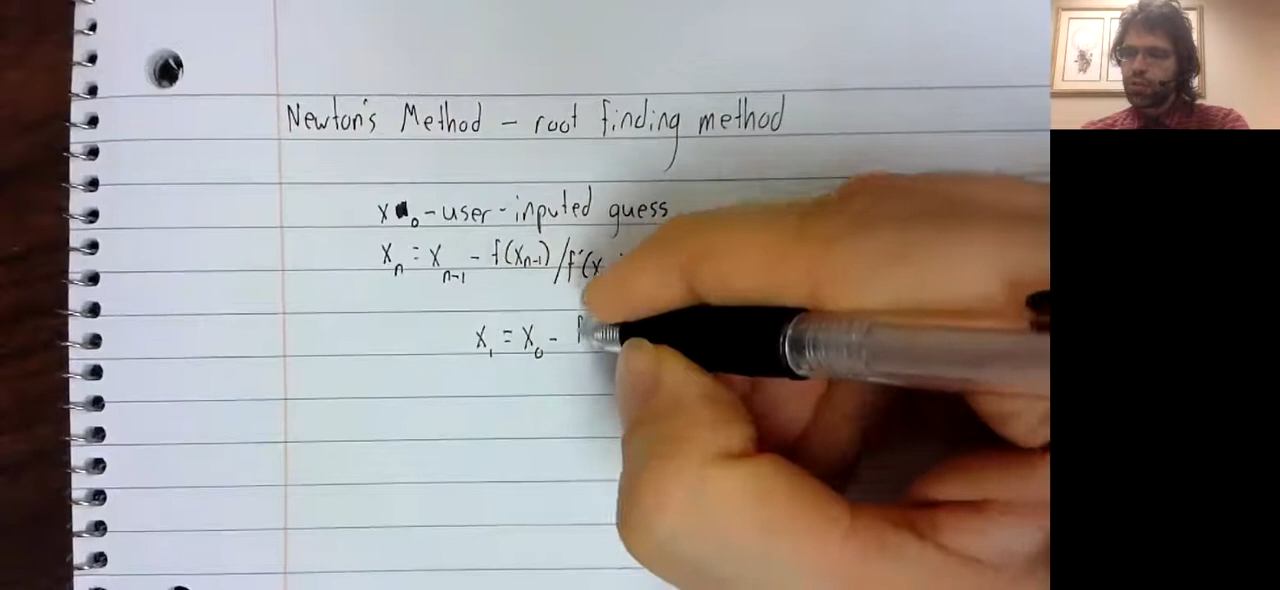 Newton's Method - root finding method
x₀ - user-inputed guess
xₙ = xₙ₋₁ - f(xₙ₋₁)/f'(x
x₁ = x₀ -